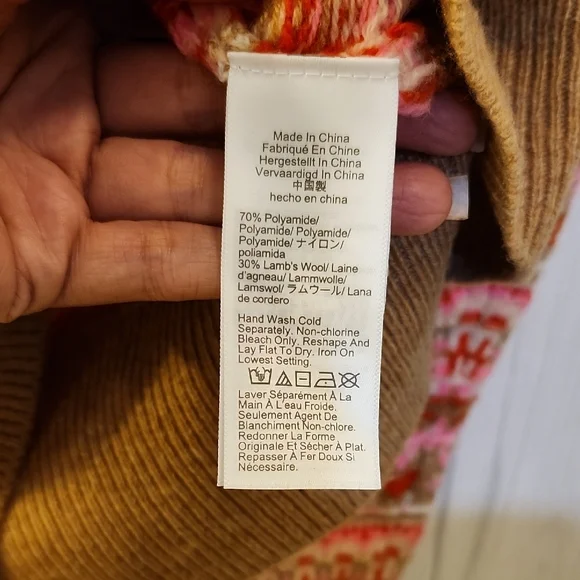 Made In China
Fabriqué En Chine
Hergestellt In China
Vervaardigd In China
中国製
hecho en china
70% Polyamide/
Polyamide/ Polyamide/
Polyamide/ ナイロン/
poliamida
30% Lamb's Wool/ Laine
d'agneau/ Lammwolle/
Lamswol/ ラムウール/ Lana
de cordero
Hand Wash Cold
Separately. Non-chlorine
Bleach Only. Reshape And
Lay Flat To Dry. Iron On
Lowest Setting.
Laver Séparément À La
Main À L'eau Froide.
Seulement Agent De
Blanchiment Non-chlore.
Redonner La Forme
Originale Et Sècher À Plat.
Repasser À Fer Doux Si
Nécessaire.